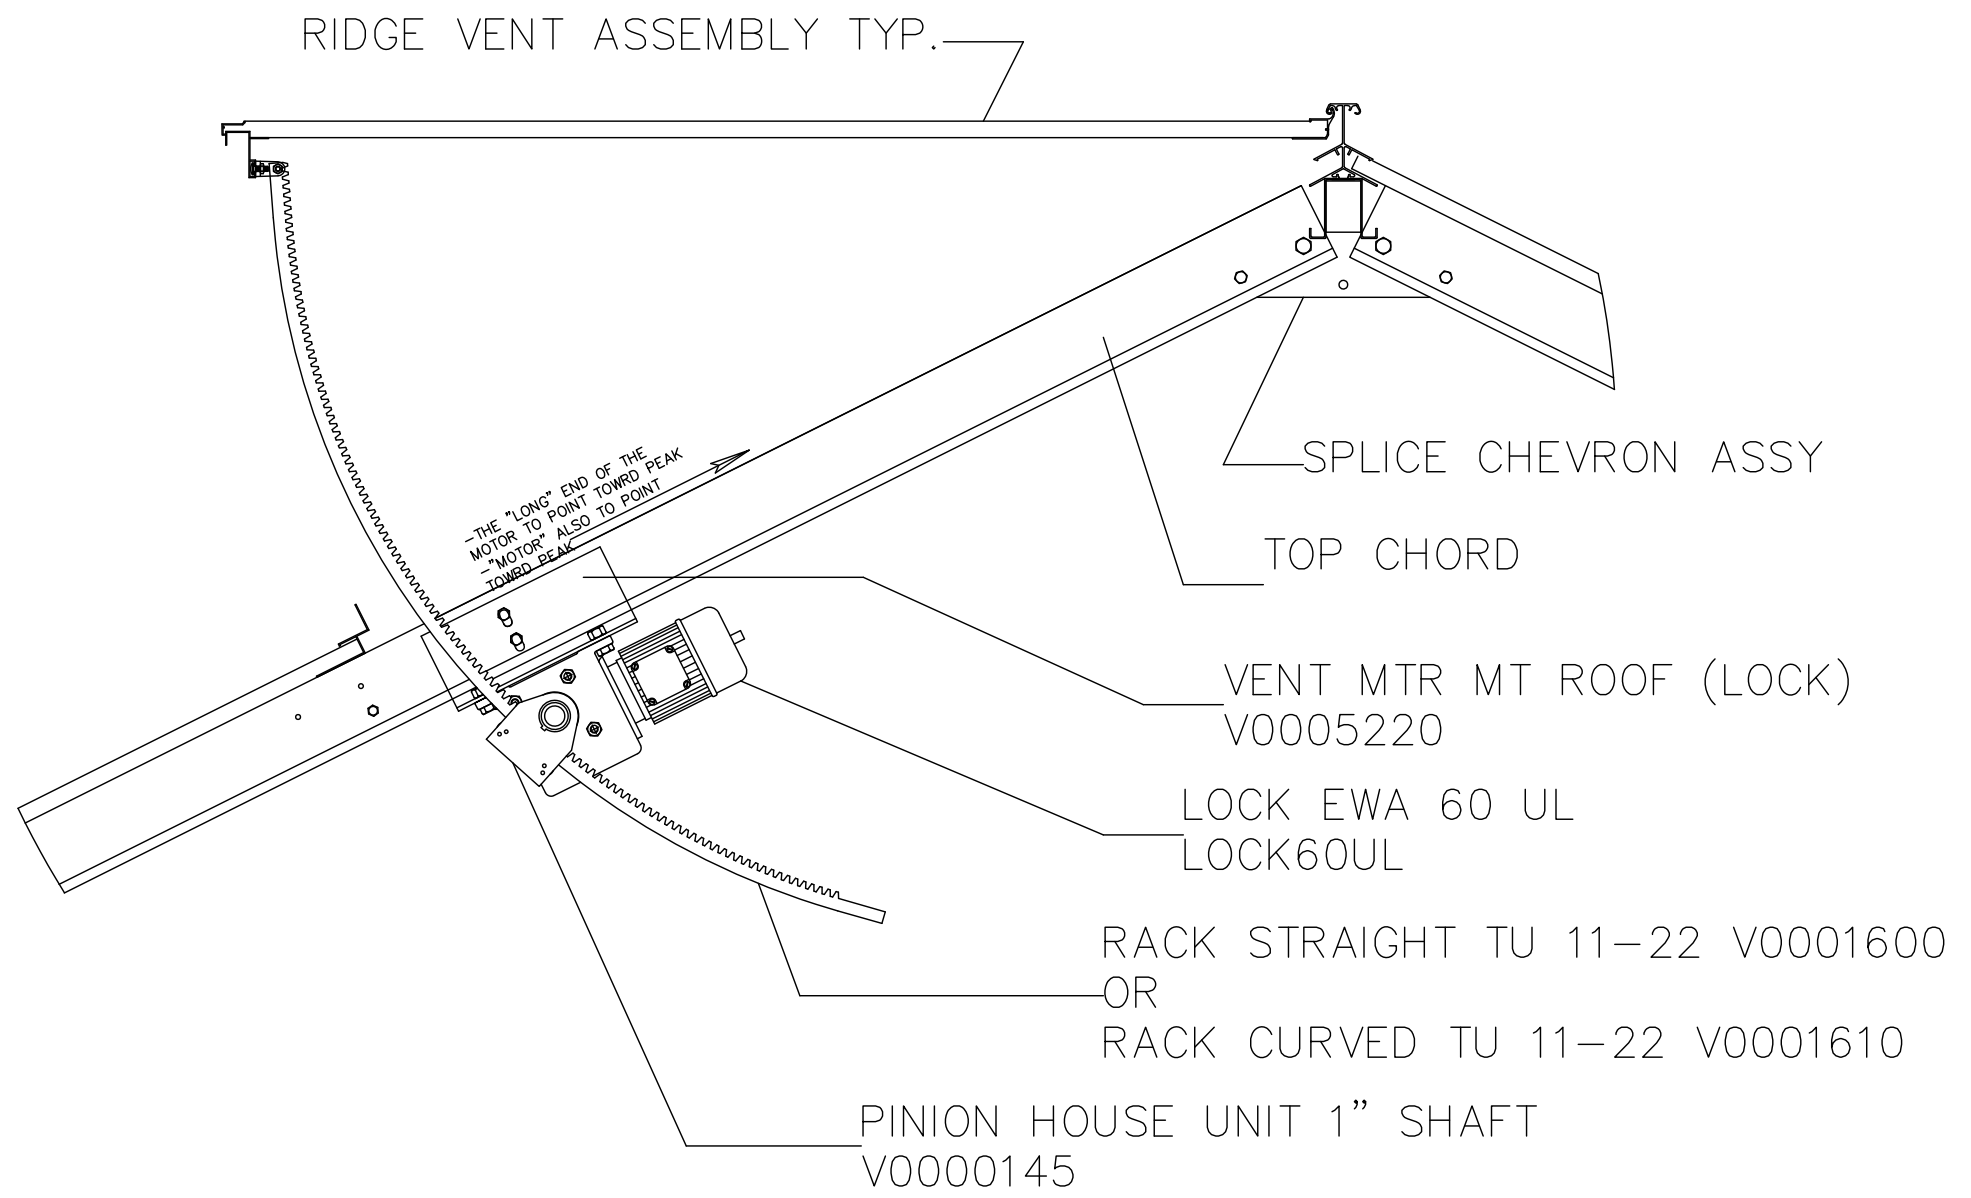 RIDGE VENT ASSEMBLY TYP.
SPLICE CHEVRON ASSY
-THE "LONG" END OF THE
MOTOR TO POINT TOWRD PEAK
-"MOTOR" ALSO TO POINT
TOWRD PEAK
TOP CHORD
VENT MTR MT ROOF (LOCK)
V0005220
LOCK EWA 60 UL
LOCK60UL
RACK STRAIGHT TU 11-22 V0001600
OR
RACK CURVED TU 11-22 V0001610
PINION HOUSE UNIT 1" SHAFT
V0000145